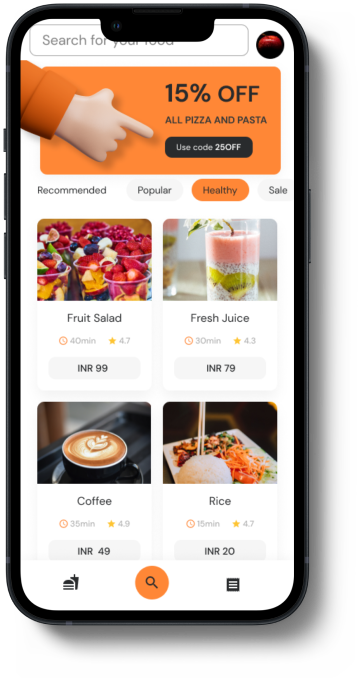 Search for your food
15% OFF
ALL PIZZA AND PASTA
Use code 25OFF
Recommended Popular Healthy Sale
Fruit Salad Fresh Juice
40min 4.7 30min 4.3
INR 99 INR 79
Coffee Rice
35min 4.9 15min 4.7
INR 49 INR 20